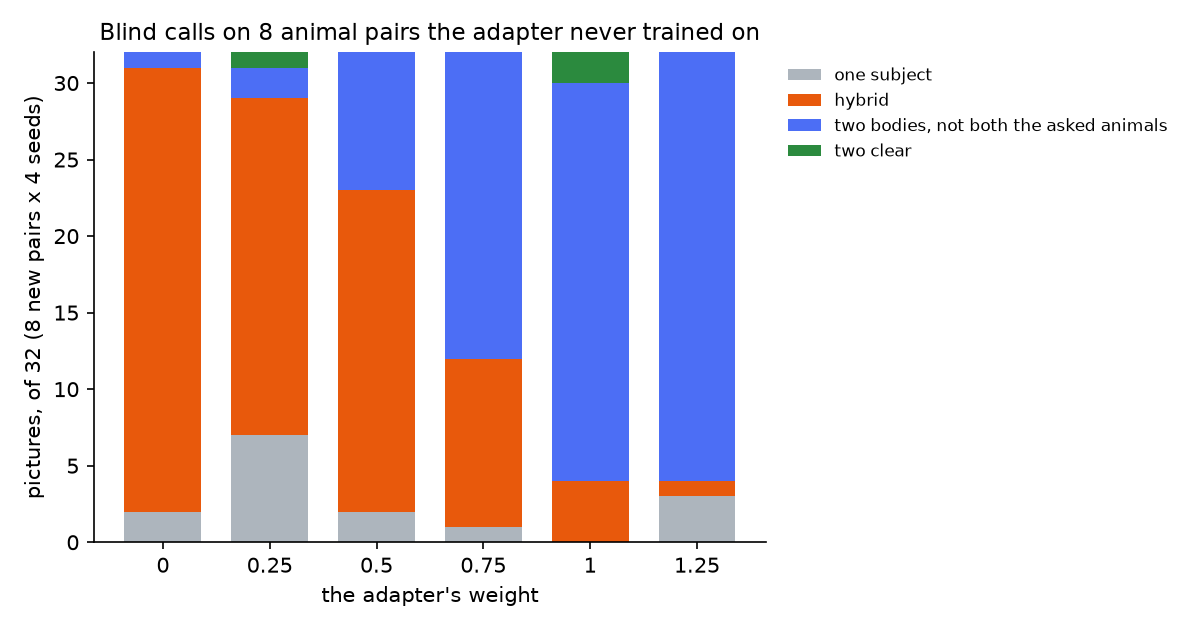 Blind calls on 8 animal pairs the adapter never trained on
pictures, of 32 (8 new pairs x 4 seeds)
30
25
20
15
10
5
0
0 0.25 0.5 0.75 1 1.25
the adapter's weight
one subject
hybrid
two bodies, not both the asked animals
two clear